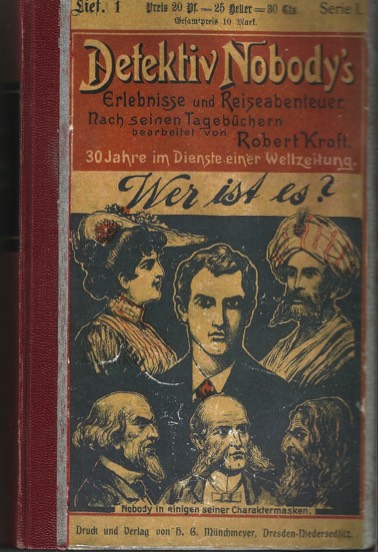 Lief. 1 Preis 20 Pf. = 25 Heller = 30 Cts. Serie I.
Gesamtpreis 10 Mark.
Detektiv Nobody's
Erlebnisse und Reiseabenteuer.
Nach seinen Tagebüchern
bearbeitet von Robert Kraft.
30 Jahre im Dienste einer Weltzeitung.
Wer ist es?
Nobody in einigen seiner Charaktermasken.
Druck und Verlag von H. G. Münchmeyer, Dresden-Niedersedlitz.